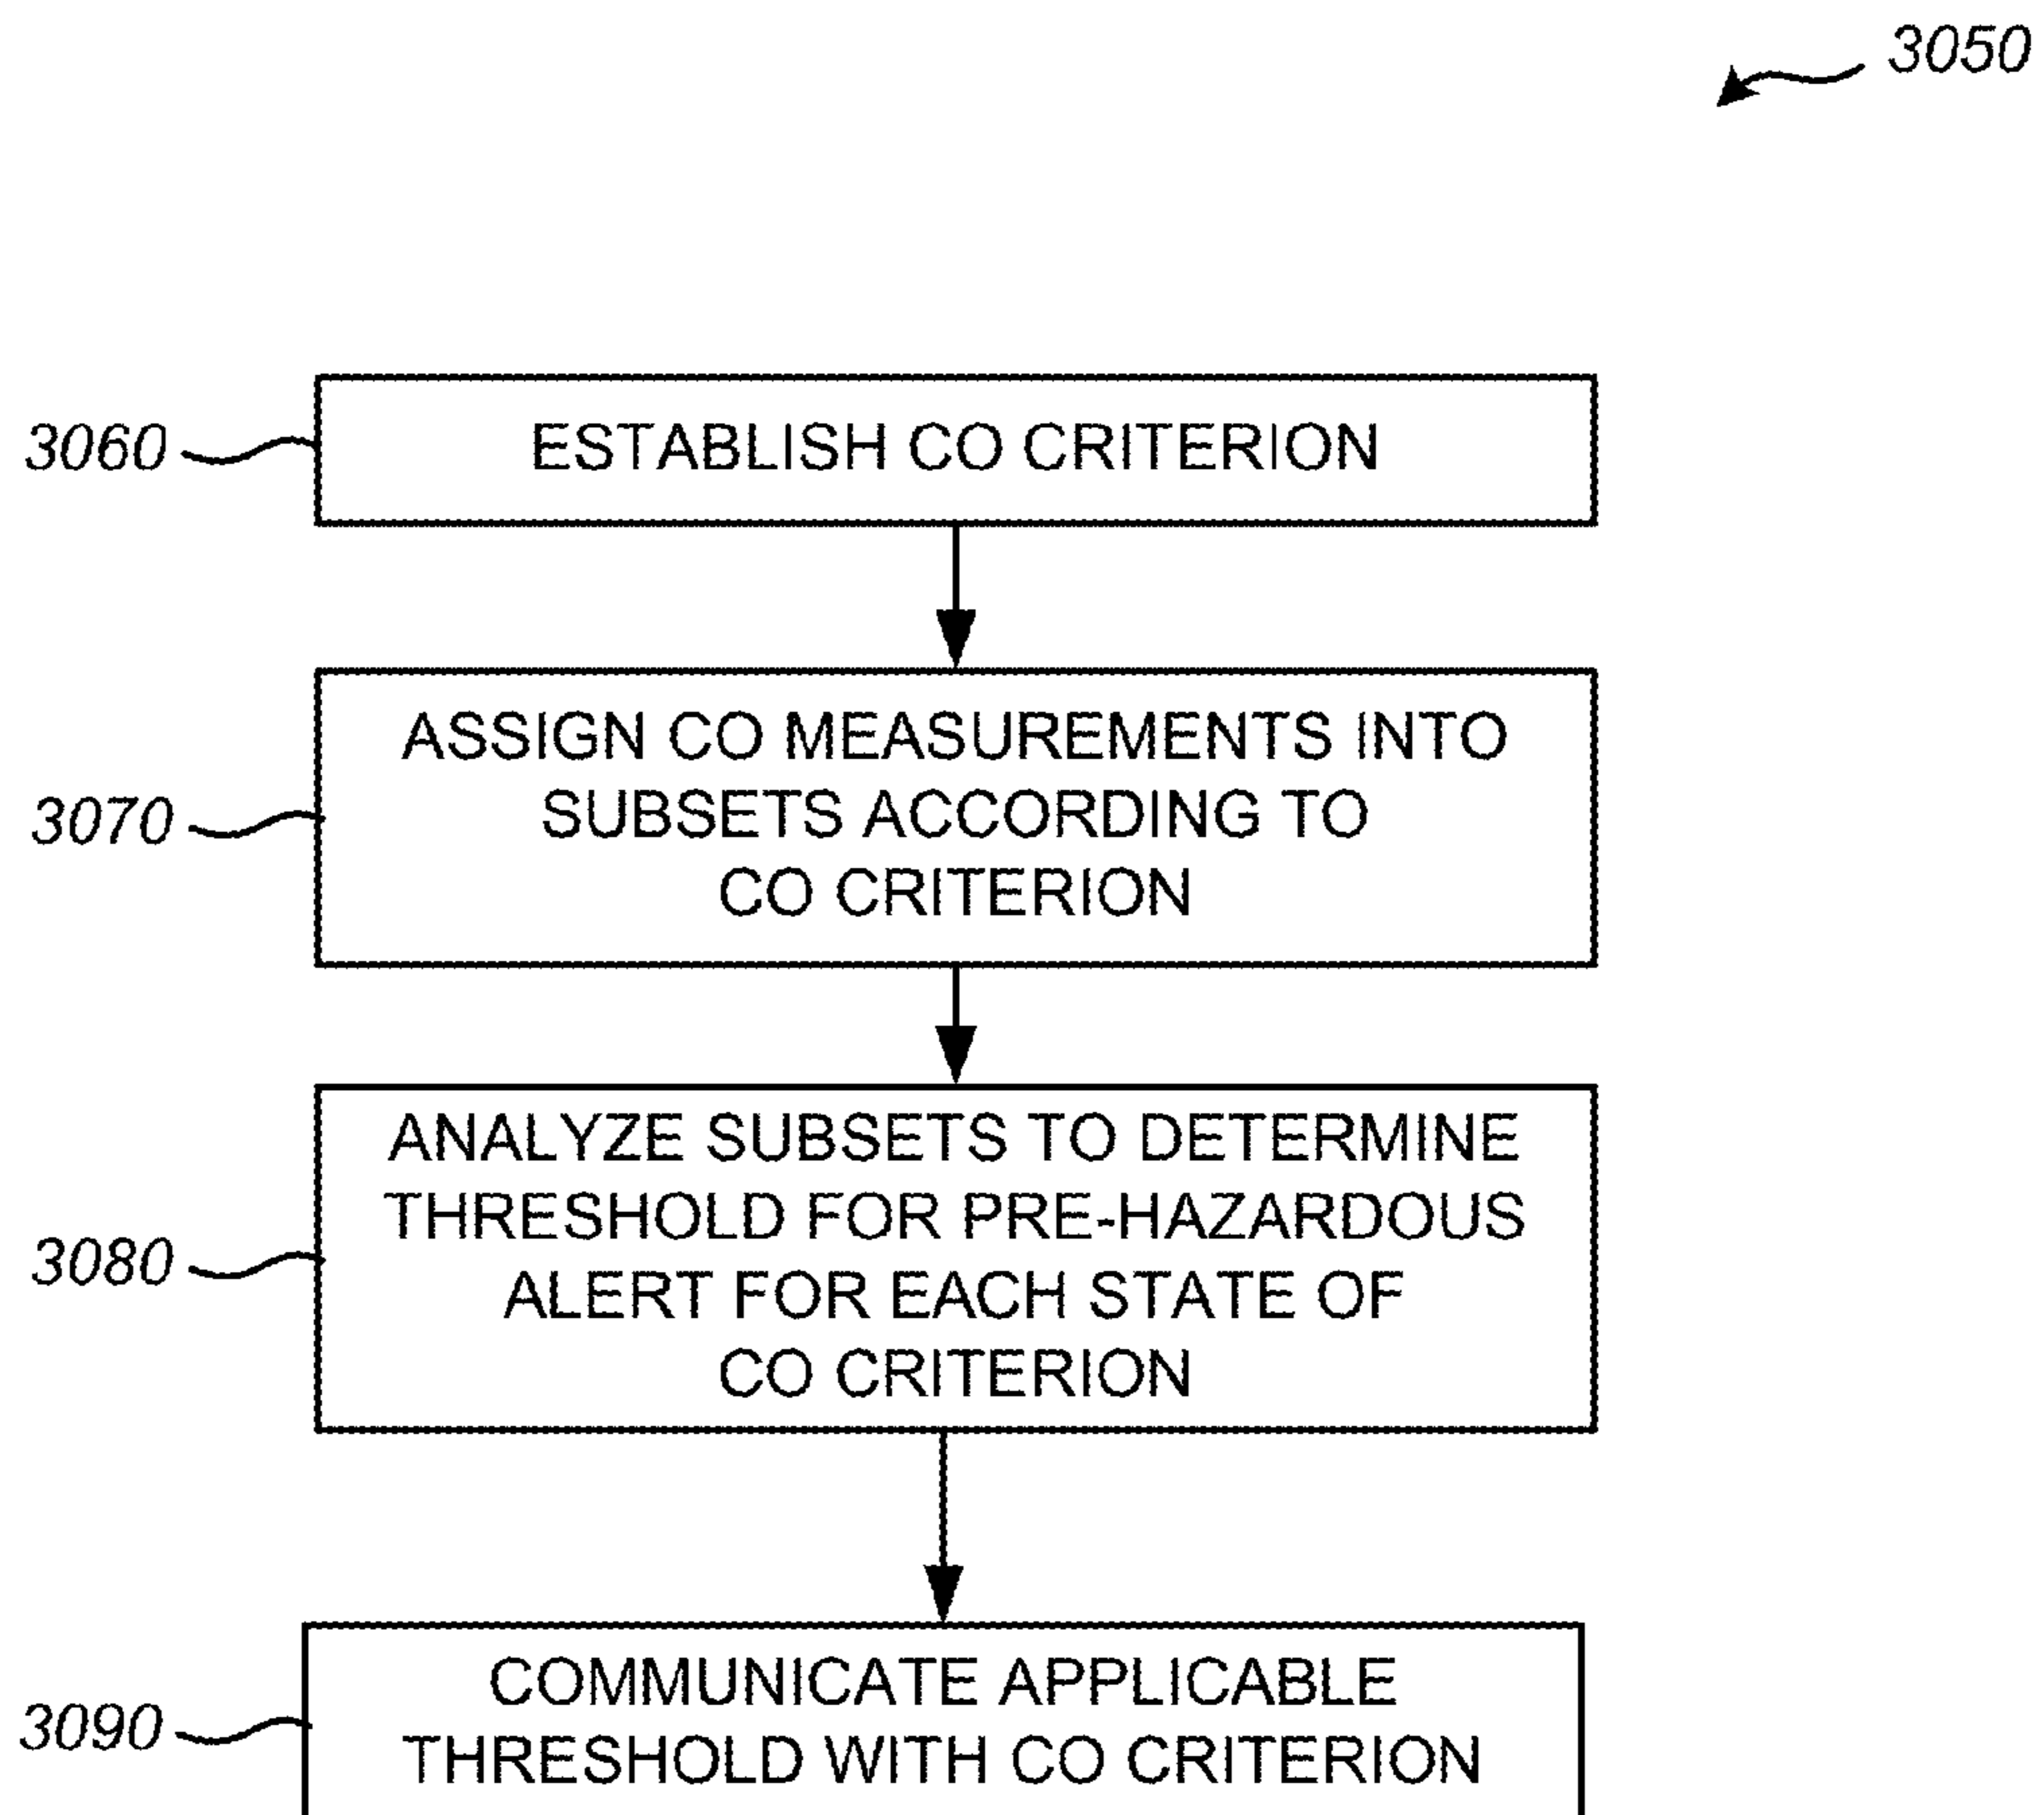 3050
3060
ESTABLISH CO CRITERION
3070
ASSIGN CO MEASUREMENTS INTO
SUBSETS ACCORDING TO
CO CRITERION
3080
ANALYZE SUBSETS TO DETERMINE
THRESHOLD FOR PRE-HAZARDOUS
ALERT FOR EACH STATE OF
CO CRITERION
3090
COMMUNICATE APPLICABLE
THRESHOLD WITH CO CRITERION